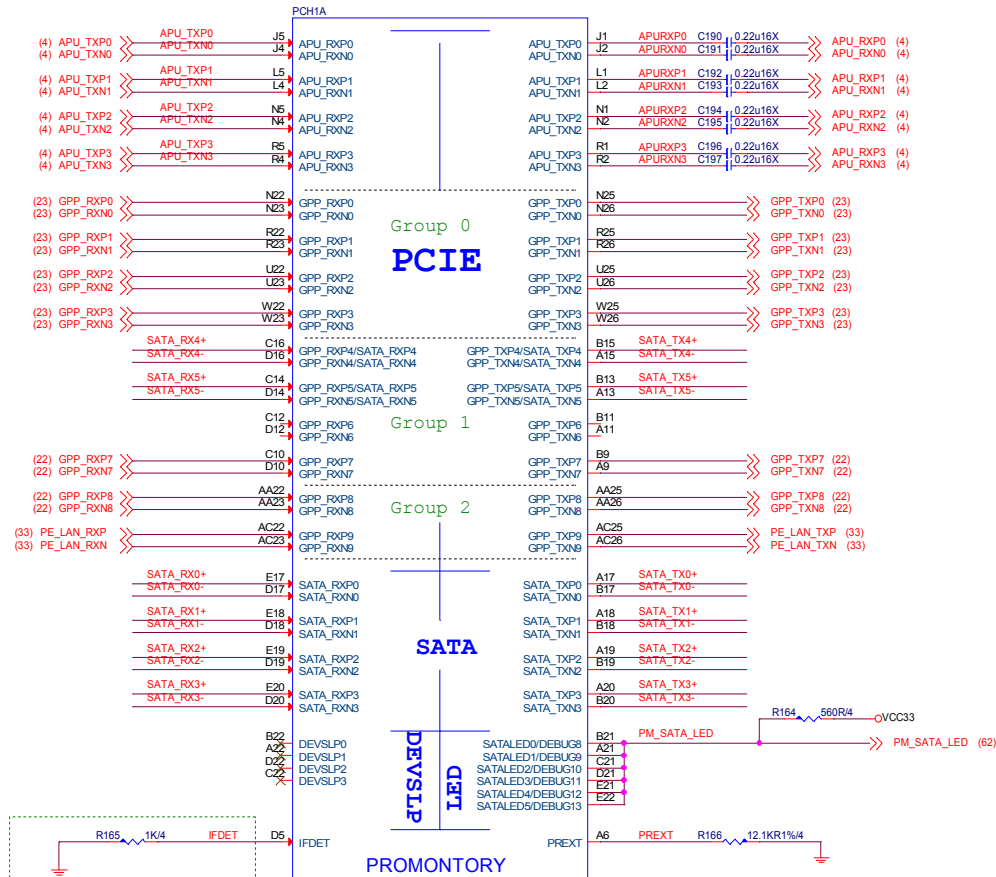 PCH1A
(4) APU_TXP0 APU_TXP0 J5 APU_RXP0 APU_TXP0 J1 APURXP0 C190 0.22u16X APU_RXP0 (4)
(4) APU_TXN0 APU_TXN0 J4 APU_RXN0 APU_TXN0 J2 APURXN0 C191 0.22u16X APU_RXN0 (4)
(4) APU_TXP1 APU_TXP1 L5 APU_RXP1 APU_TXP1 L1 APURXP1 C192 0.22u16X APU_RXP1 (4)
(4) APU_TXN1 APU_TXN1 L4 APU_RXN1 APU_TXN1 L2 APURXN1 C193 0.22u16X APU_RXN1 (4)
(4) APU_TXP2 APU_TXP2 N5 APU_RXP2 APU_TXP2 N1 APURXP2 C194 0.22u16X APU_RXP2 (4)
(4) APU_TXN2 APU_TXN2 N4 APU_RXN2 APU_TXN2 N2 APURXN2 C195 0.22u16X APU_RXN2 (4)
(4) APU_TXP3 APU_TXP3 R5 APU_RXP3 APU_TXP3 R1 APURXP3 C196 0.22u16X APU_RXP3 (4)
(4) APU_TXN3 APU_TXN3 R4 APU_RXN3 APU_TXN3 R2 APURXN3 C197 0.22u16X APU_RXN3 (4)
(23) GPP_RXP0 N22 GPP_RXP0 GPP_TXP0 N25 GPP_TXP0 (23)
(23) GPP_RXN0 N23 GPP_RXN0 GPP_TXN0 N26 GPP_TXN0 (23)
Group 0
(23) GPP_RXP1 R22 GPP_RXP1 GPP_TXP1 R25 GPP_TXP1 (23)
(23) GPP_RXN1 R23 GPP_RXN1 GPP_TXN1 R26 GPP_TXN1 (23)
PCIE
(23) GPP_RXP2 U22 GPP_RXP2 GPP_TXP2 U25 GPP_TXP2 (23)
(23) GPP_RXN2 U23 GPP_RXN2 GPP_TXN2 U26 GPP_TXN2 (23)
(23) GPP_RXP3 W22 GPP_RXP3 GPP_TXP3 W25 GPP_TXP3 (23)
(23) GPP_RXN3 W23 GPP_RXN3 GPP_TXN3 W26 GPP_TXN3 (23)
SATA_RX4+ C16 GPP_RXP4/SATA_RXP4 GPP_TXP4/SATA_TXP4 B15 SATA_TX4+
SATA_RX4- D16 GPP_RXN4/SATA_RXN4 GPP_TXN4/SATA_TXN4 A15 SATA_TX4-
SATA_RX5+ C14 GPP_RXP5/SATA_RXP5 GPP_TXP5/SATA_TXP5 B13 SATA_TX5+
SATA_RX5- D14 GPP_RXN5/SATA_RXN5 GPP_TXN5/SATA_TXN5 A13 SATA_TX5-
C12 GPP_RXP6 Group 1 GPP_TXP6 B11
D12 GPP_RXN6 GPP_TXN6 A11
(22) GPP_RXP7 C10 GPP_RXP7 GPP_TXP7 B9 GPP_TXP7 (22)
(22) GPP_RXN7 D10 GPP_RXN7 GPP_TXN7 A9 GPP_TXN7 (22)
(22) GPP_RXP8 AA22 GPP_RXP8 GPP_TXP8 AA25 GPP_TXP8 (22)
(22) GPP_RXN8 AA23 GPP_RXN8 Group 2 GPP_TXN8 AA26 GPP_TXN8 (22)
(33) PE_LAN_RXP AC22 GPP_RXP9 GPP_TXP9 AC25 PE_LAN_TXP (33)
(33) PE_LAN_RXN AC23 GPP_RXN9 GPP_TXN9 AC26 PE_LAN_TXN (33)
SATA_RX0+ E17 SATA_RXP0 SATA_TXP0 A17 SATA_TX0+
SATA_RX0- D17 SATA_RXN0 SATA_TXN0 B17 SATA_TX0-
SATA_RX1+ E18 SATA_RXP1 SATA_TXP1 A18 SATA_TX1+
SATA_RX1- D18 SATA_RXN1 SATA_TXN1 B18 SATA_TX1-
SATA
SATA_RX2+ E19 SATA_RXP2 SATA_TXP2 A19 SATA_TX2+
SATA_RX2- D19 SATA_RXN2 SATA_TXN2 B19 SATA_TX2-
SATA_RX3+ E20 SATA_RXP3 SATA_TXP3 A20 SATA_TX3+
SATA_RX3- D20 SATA_RXN3 SATA_TXN3 B20 SATA_TX3-
R164 560R/4 VCC33
B22 DEVSLP0 SATALED0/DEBUG8 B21 PM_SATA_LED PM_SATA_LED (62)
A22 DEVSLP1 SATALED1/DEBUG9 A21
D22 DEVSLP2 SATALED2/DEBUG10 C21
C22 DEVSLP3 SATALED3/DEBUG11 D21
SATALED4/DEBUG12 E21
SATALED5/DEBUG13 E22
DEVSLP
LED
R165 1K/4 IFDET D5 IFDET PREXT A6 PREXT R166 12.1KR1%/4
PROMONTORY